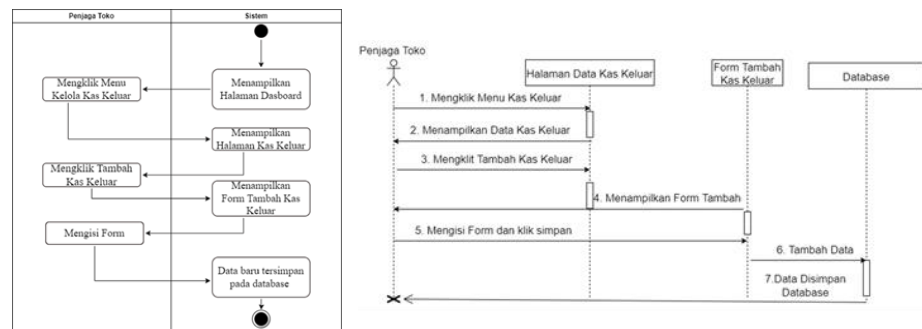 Penjaga Toko
Sistem
Menampilkan
Halaman Dasboard
Mengklik Menu
Kelola Kas Keluar
Menampilkan
Halaman Kas Keluar
Mengklik Tambah
Kas Keluar
Menampilkan
Form Tambah Kas
Keluar
Mengisi Form
Data baru tersimpan
pada database
Penjaga Toko
Halaman Data Kas Keluar
Form Tambah
Kas Keluar
Database
1. Mengklik Menu Kas Keluar
2. Menampilkan Data Kas Keluar
3. Mengklit Tambah Kas Keluar
4. Menampilkan Form Tambah
5. Mengisi Form dan klik simpan
6. Tambah Data
7.Data Disimpan
Database